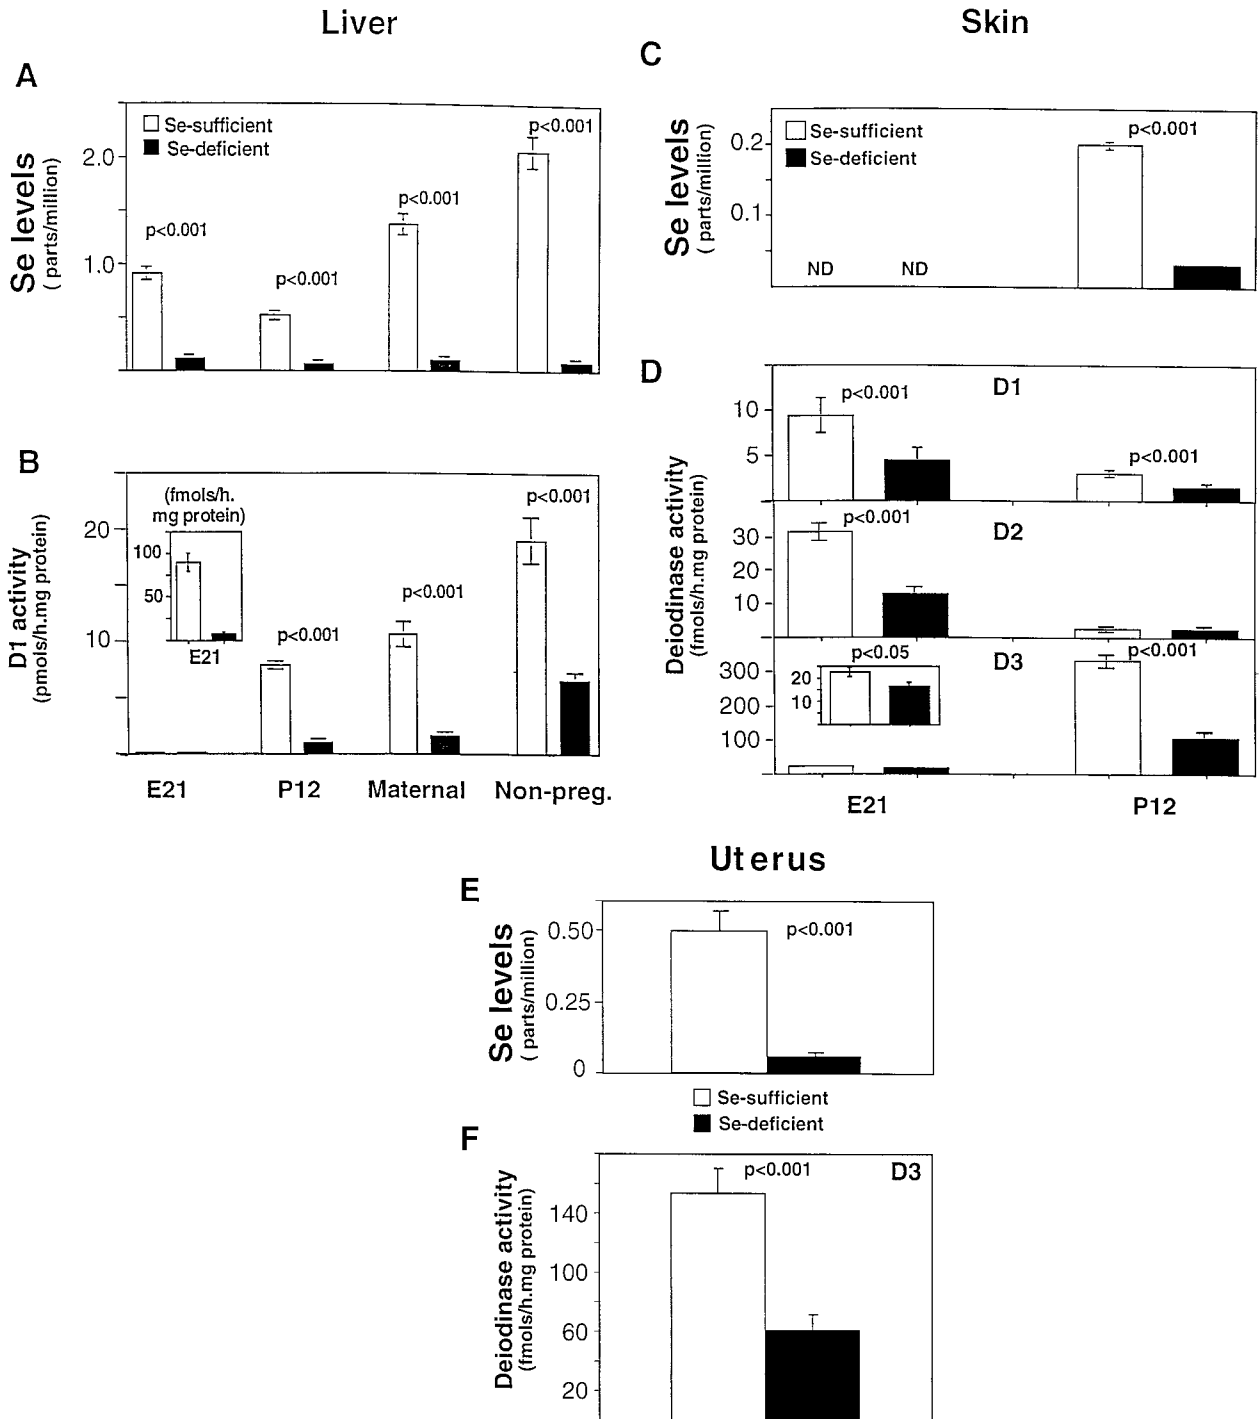 Liver
A
Se levels
( parts/million)
2.0
1.0
Se-sufficient
Se-deficient
p<0.001
p<0.001
p<0.001
p<0.001
B
D1 activity
(pmols/h.mg protein)
20
10
(fmols/h.
mg protein)
100
50
E21
p<0.001
p<0.001
p<0.001
E21
P12
Maternal
Non-preg.
Skin
C
Se levels
( parts/million)
0.2
0.1
Se-sufficient
Se-deficient
ND
ND
p<0.001
D
Deiodinase activity
(fmols/h.mg protein)
10
5
p<0.001
D1
p<0.001
30
20
10
p<0.001
D2
300
200
100
p<0.05
20
10
D3
p<0.001
E21
P12
Uterus
E
Se levels
( parts/million)
0.50
0.25
0
p<0.001
Se-sufficient
Se-deficient
F
Deiodinase activity
(fmols/h.mg protein)
140
100
60
20
p<0.001
D3